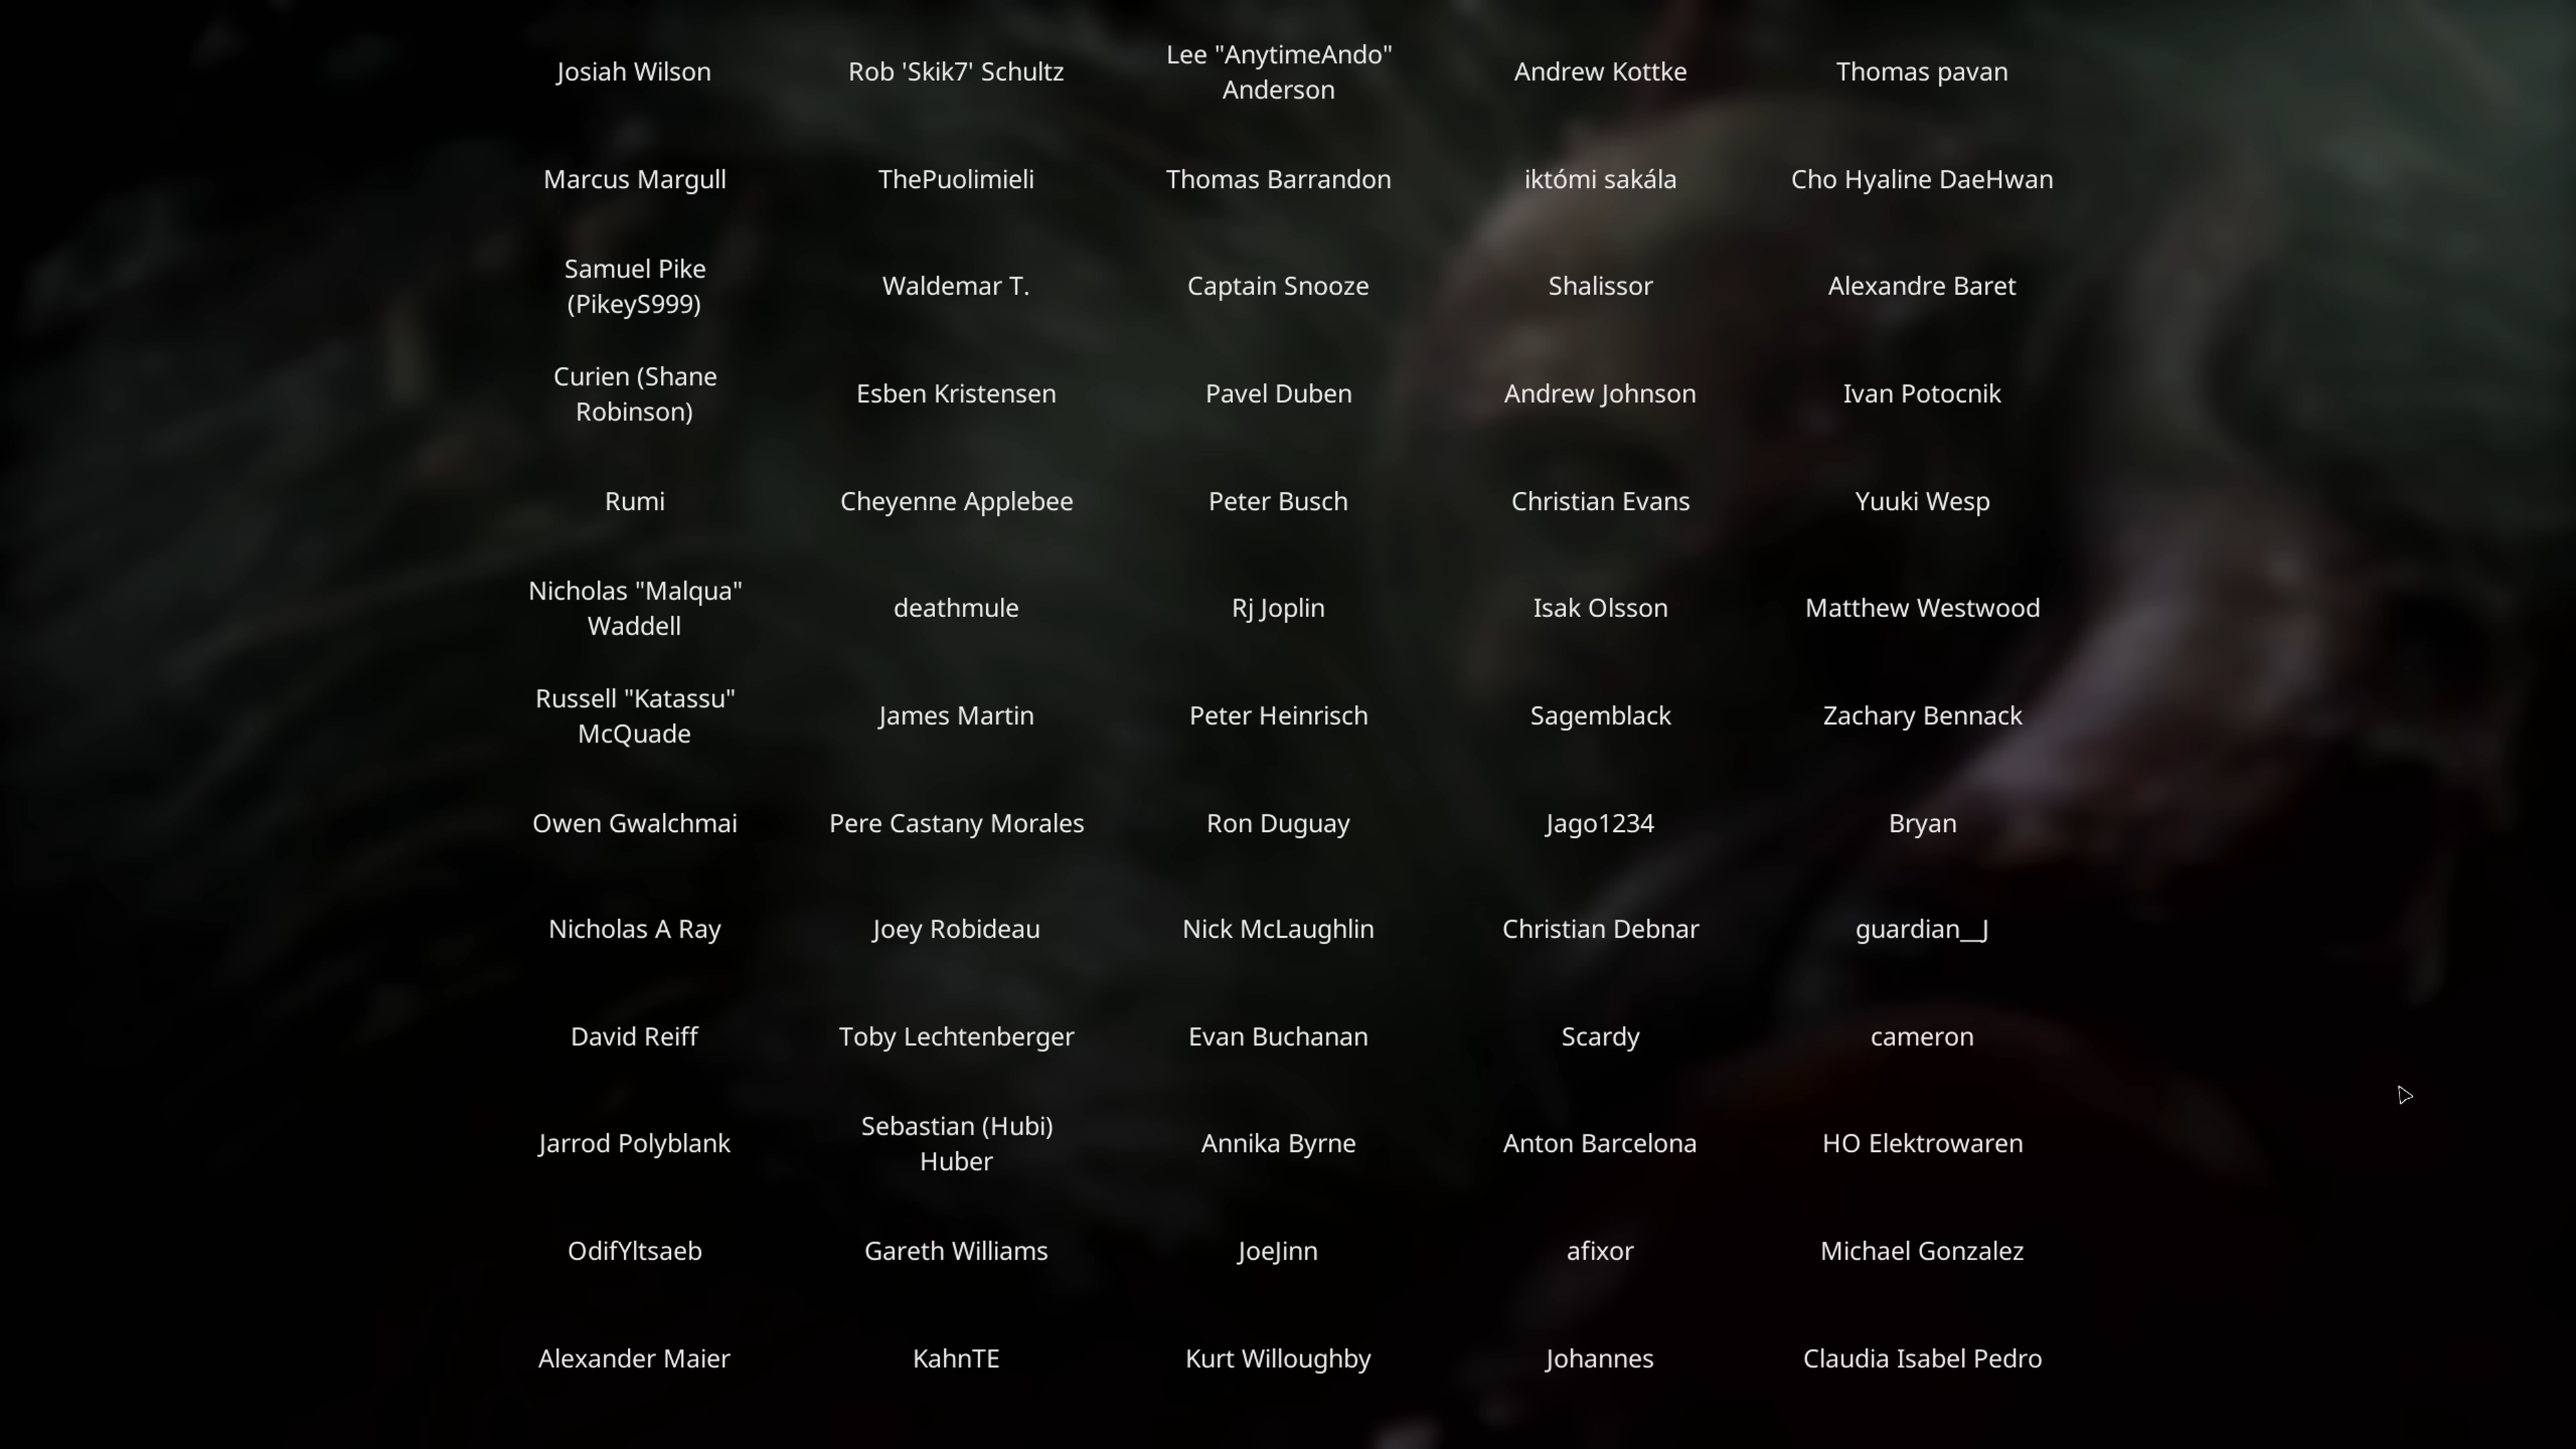 Josiah Wilson
Rob 'Skik7' Schultz
Lee "AnytimeAndo"
Anderson
Andrew Kottke
Thomas pavan
Marcus Margull
ThePuolimieli
Thomas Barrandon
iktómi sakála
Cho Hyaline DaeHwan
Samuel Pike
(PikeyS999)
Waldemar T.
Captain Snooze
Shalissor
Alexandre Baret
Curien (Shane
Robinson)
Esben Kristensen
Pavel Duben
Andrew Johnson
Ivan Potocnik
Rumi
Cheyenne Applebee
Peter Busch
Christian Evans
Yuuki Wesp
Nicholas "Malqua"
Waddell
deathmule
Rj Joplin
Isak Olsson
Matthew Westwood
Russell "Katassu"
McQuade
James Martin
Peter Heinrisch
Sagemblack
Zachary Bennack
Owen Gwalchmai
Pere Castany Morales
Ron Duguay
Jago1234
Bryan
Nicholas A Ray
Joey Robideau
Nick McLaughlin
Christian Debnar
guardian__J
David Reiff
Toby Lechtenberger
Evan Buchanan
Scardy
cameron
Jarrod Polyblank
Sebastian (Hubi)
Huber
Annika Byrne
Anton Barcelona
HO Elektrowaren
OdifYltsaeb
Gareth Williams
JoeJinn
afixor
Michael Gonzalez
Alexander Maier
KahnTE
Kurt Willoughby
Johannes
Claudia Isabel Pedro